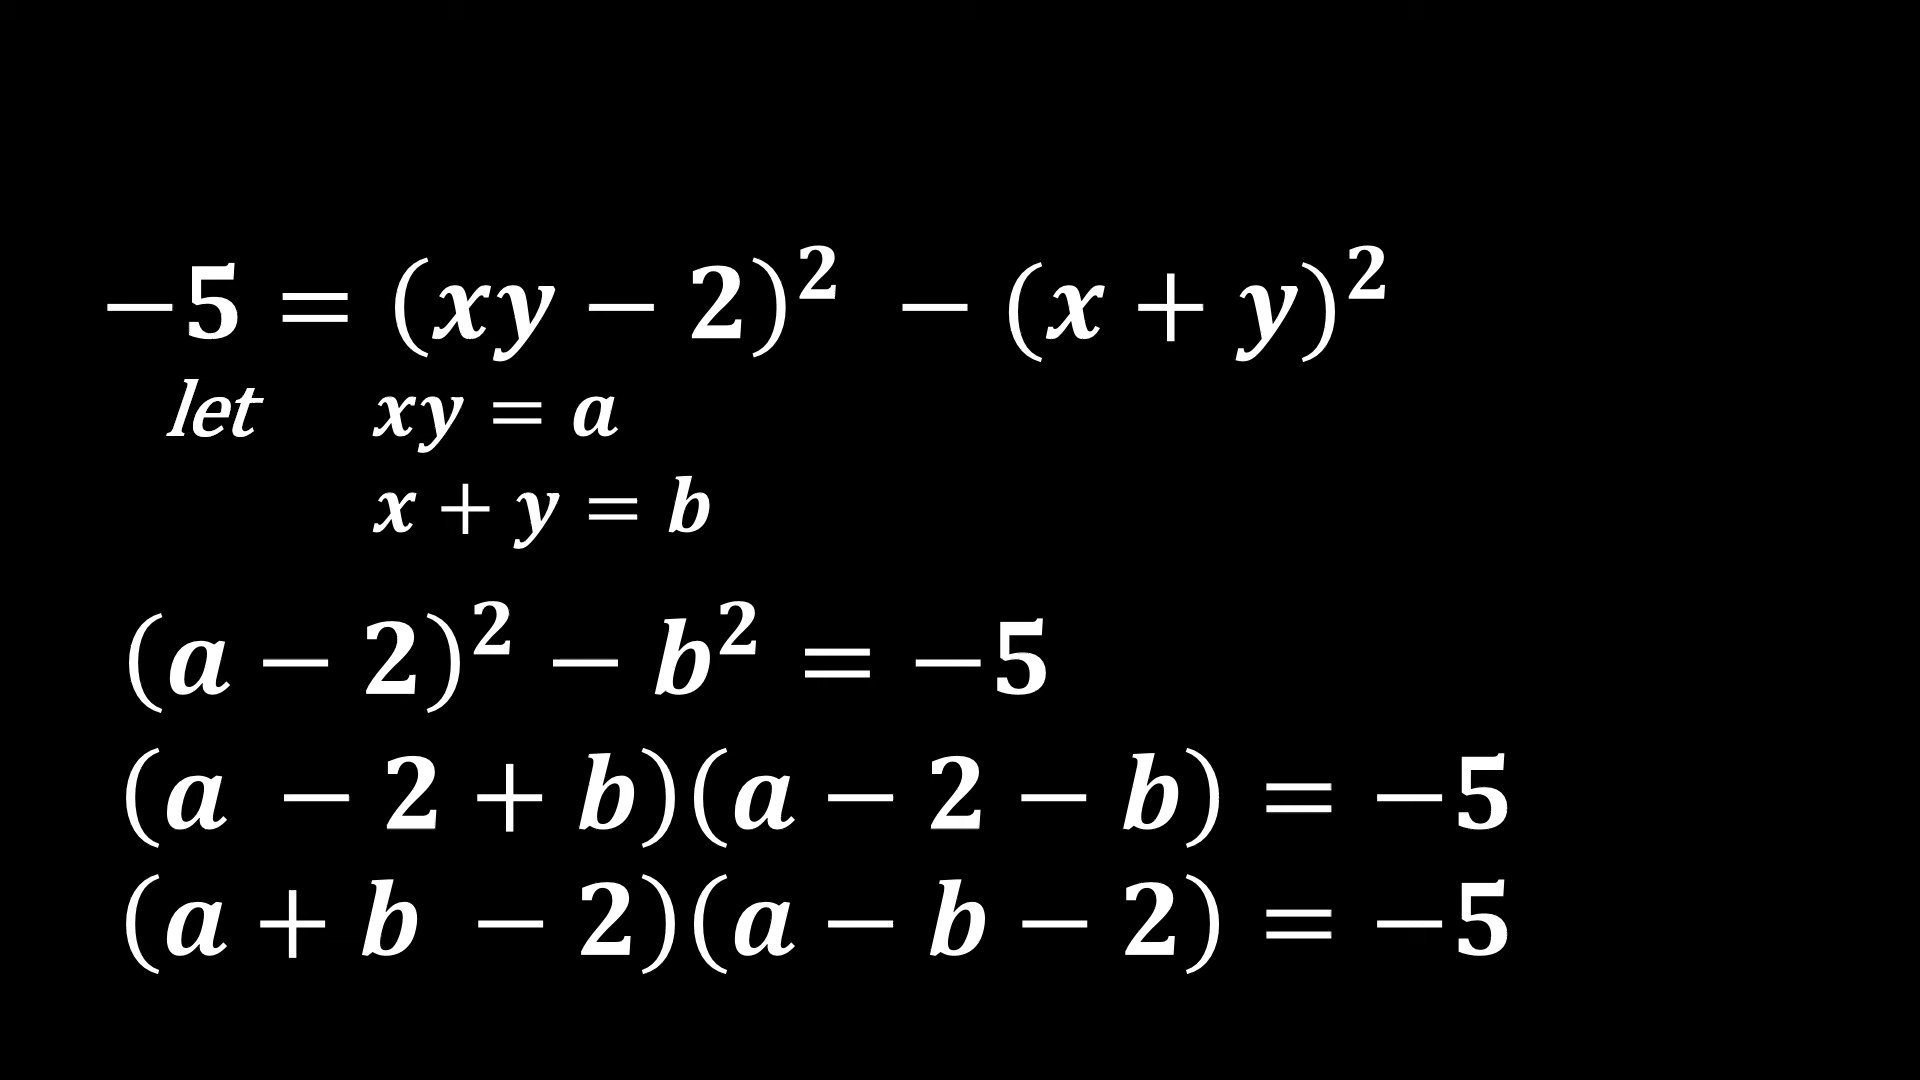 −5 = (xy − 2)² − (x + y)²
let xy = a
x + y = b
(a − 2)² − b² = −5
(a − 2 + b)(a − 2 − b) = −5
(a + b − 2)(a − b − 2) = −5